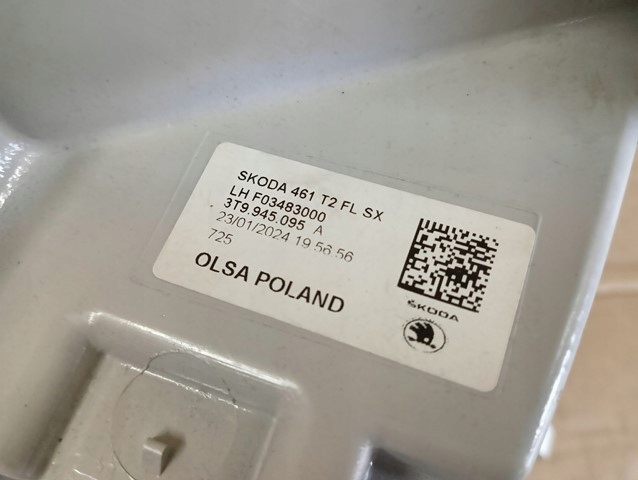 SKODA 461 T2 FL SX
LH F03483000
3T9.945.095 A
23/01/2024 19:56:56
725
OLSA POLAND
ŠKODA